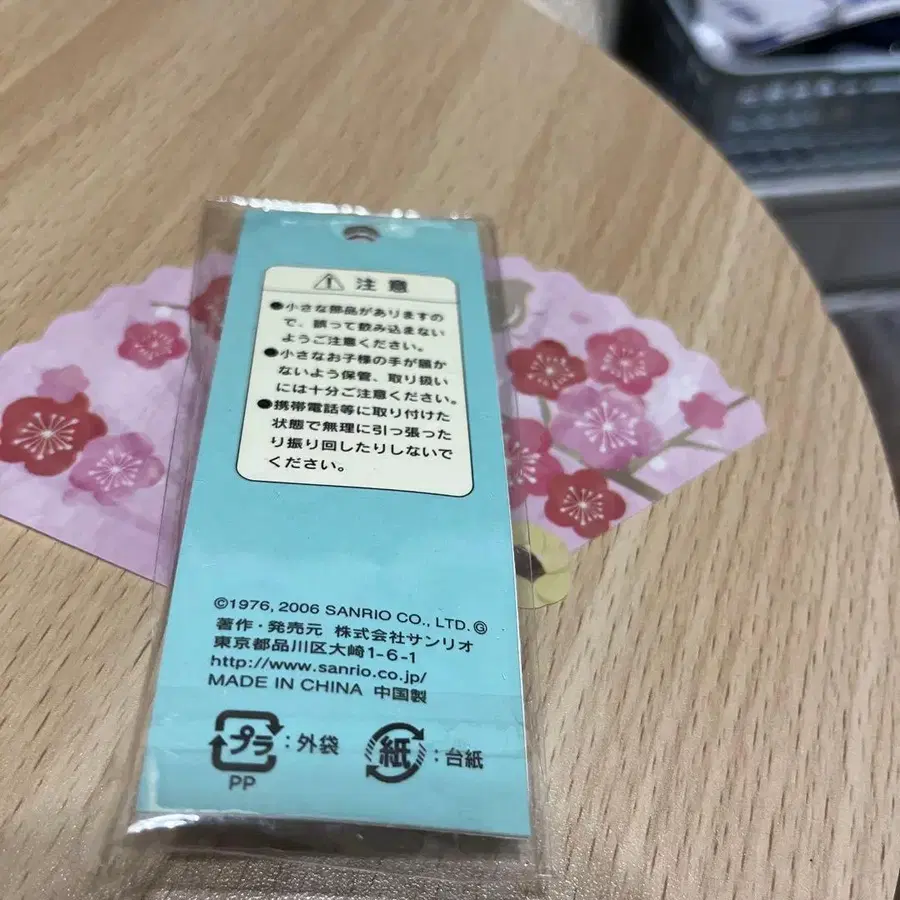 ⚠ 注意
●小さな部品がありますの
で、誤って飲み込まない
ようご注意ください。
●小さなお子様の手が届か
ないよう保管、取り扱い
には十分ご注意ください。
●携帯電話等に取り付けた
状態で無理に引っ張った
り振り回したりしないで
ください。
©1976, 2006 SANRIO CO., LTD. Ⓖ
著作・発売元 株式会社サンリオ
東京都品川区大崎1-6-1
http://www.sanrio.co.jp/
MADE IN CHINA 中国製
プラ : 外袋 紙 : 台紙
PP